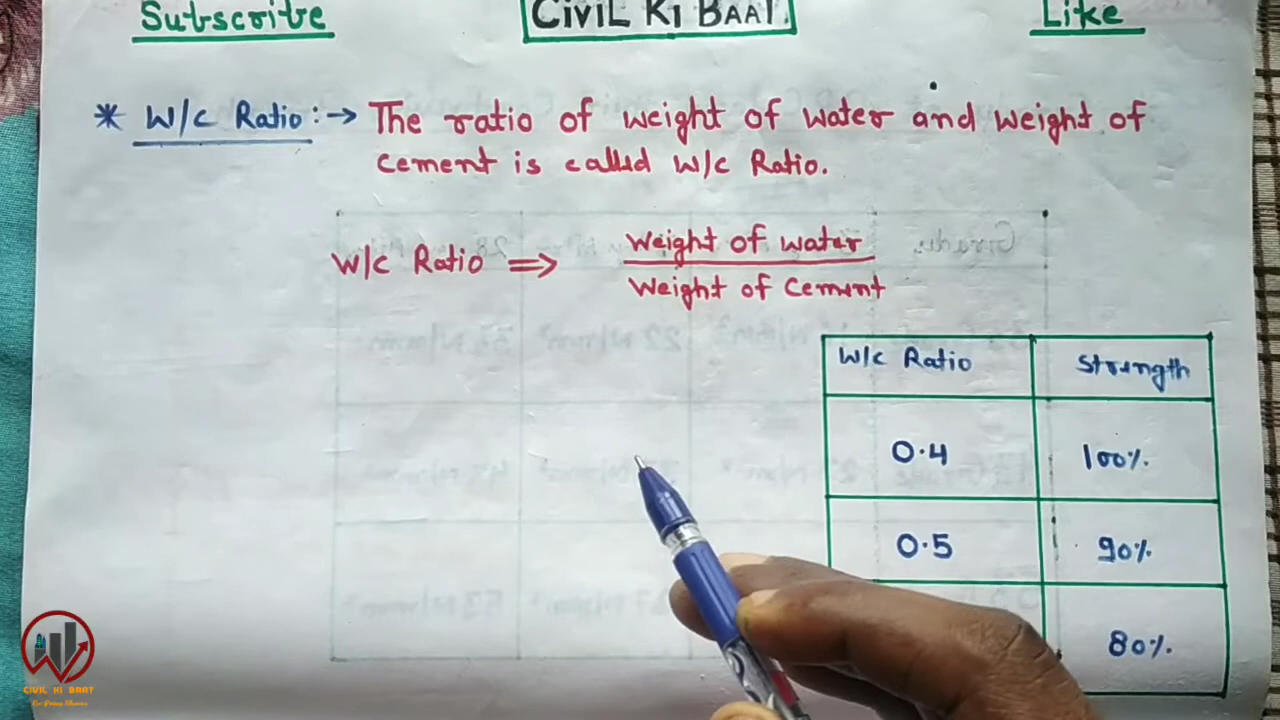 Subscribe
CIVIL KI BAAT.
Like
* W/C Ratio :→ The ratio of weight of water and weight of
cement is called W/C Ratio.
W/C Ratio ⇒ Weight of water
Weight of Cement
W/C Ratio Strength
0.4 100%
0.5 90%
80%
CIVIL KI BAAT